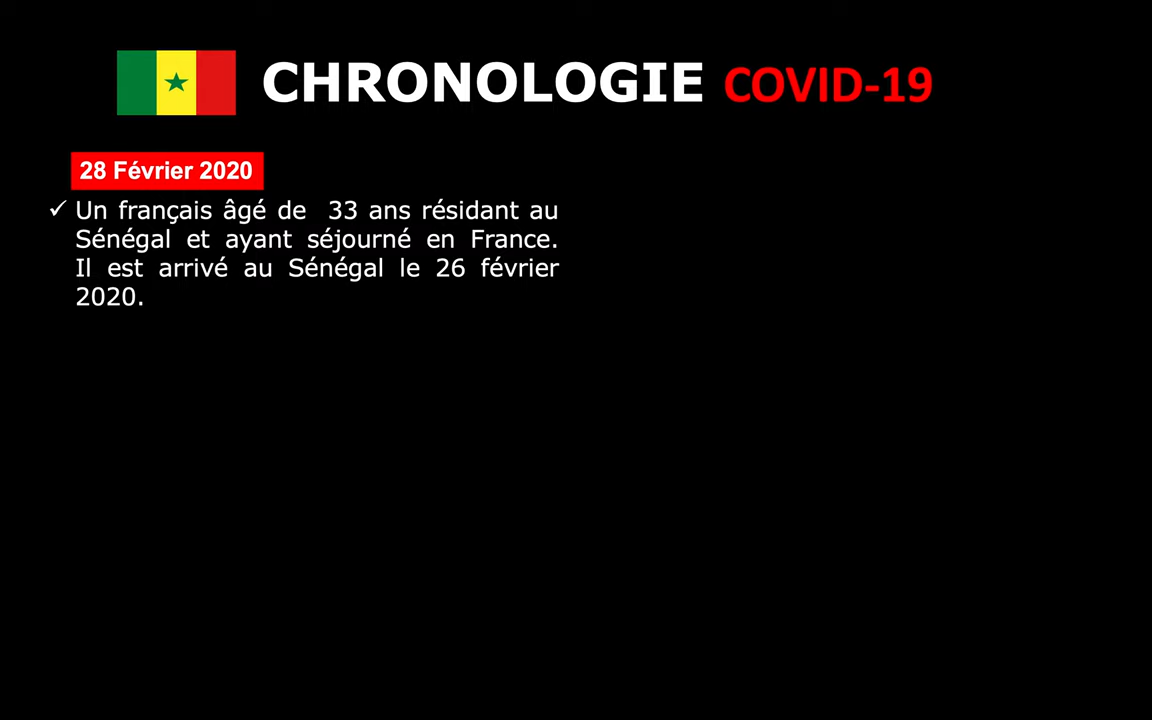 CHRONOLOGIE COVID-19
28 Février 2020
✓ Un français âgé de 33 ans résidant au
Sénégal et ayant séjourné en France.
Il est arrivé au Sénégal le 26 février
2020.